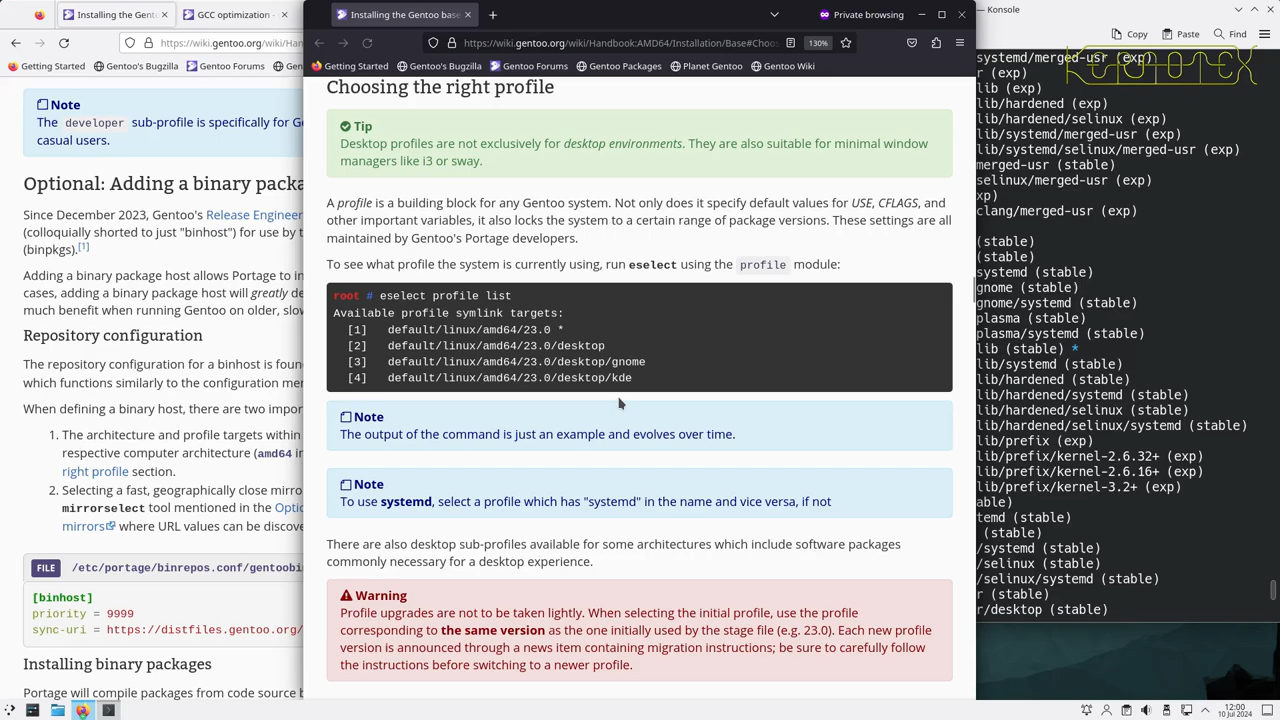 Installing the Gentoo bas
GCC optimization -
Installing the Gentoo base
Private browsing
— Konsole
https://wiki.gentoo.org/wiki/Han
https://wiki.gentoo.org/wiki/Handbook:AMD64/Installation/Base#Choo
130%
Copy
Paste
Find
Getting Started
Gentoo's Bugzilla
Gentoo Forums
Getting Started
Gentoo's Bugzilla
Gentoo Forums
Gentoo Packages
Planet Gentoo
Gentoo Wiki
Note
The developer sub-profile is specifically for Ge
casual users.
Optional: Adding a binary packa
Since December 2023, Gentoo's Release Engineer
(colloquially shorted to just "binhost") for use by t
(binpkgs).[1]
Adding a binary package host allows Portage to in
cases, adding a binary package host will greatly de
much benefit when running Gentoo on older, slow
Repository configuration
The repository configuration for a binhost is foun
which functions similarly to the configuration me
When defining a binary host, there are two impor
1. The architecture and profile targets within
respective computer architecture (amd64 in
right profile section.
2. Selecting a fast, geographically close mirro
mirrorselect tool mentioned in the Optio
mirrors where URL values can be discove
FILE /etc/portage/binrepos.conf/gentoobi
[binhost]
priority = 9999
sync-uri = https://distfiles.gentoo.org/
Installing binary packages
Portage will compile packages from code source b
Choosing the right profile
Tip
Desktop profiles are not exclusively for desktop environments. They are also suitable for minimal window
managers like i3 or sway.
A profile is a building block for any Gentoo system. Not only does it specify default values for USE, CFLAGS, and
other important variables, it also locks the system to a certain range of package versions. These settings are all
maintained by Gentoo's Portage developers.
To see what profile the system is currently using, run eselect using the profile module:
root # eselect profile list
Available profile symlink targets:
[1] default/linux/amd64/23.0 *
[2] default/linux/amd64/23.0/desktop
[3] default/linux/amd64/23.0/desktop/gnome
[4] default/linux/amd64/23.0/desktop/kde
Note
The output of the command is just an example and evolves over time.
Note
To use systemd, select a profile which has "systemd" in the name and vice versa, if not
There are also desktop sub-profiles available for some architectures which include software packages
commonly necessary for a desktop experience.
Warning
Profile upgrades are not to be taken lightly. When selecting the initial profile, use the profile
corresponding to the same version as the one initially used by the stage file (e.g. 23.0). Each new profile
version is announced through a news item containing migration instructions; be sure to carefully follow
the instructions before switching to a newer profile.
systemd/merged-usr (exp)
r (exp)
lib (exp)
lib/hardened (exp)
lib/hardened/selinux (exp)
lib/systemd/merged-usr (exp)
lib/systemd/selinux/merged-usr (exp)
merged-usr (stable)
selinux/merged-usr (exp)
(exp)
clang/merged-usr (exp)
(stable)
(stable)
systemd (stable)
gnome (stable)
gnome/systemd (stable)
plasma (stable)
plasma/systemd (stable)
lib (stable) *
lib/systemd (stable)
lib/hardened (stable)
lib/hardened/systemd (stable)
lib/hardened/selinux (stable)
lib/hardened/selinux/systemd (stable)
lib/prefix (exp)
lib/prefix/kernel-2.6.32+ (exp)
lib/prefix/kernel-2.6.16+ (exp)
lib/prefix/kernel-3.2+ (exp)
able)
temd (stable)
(stable)
/systemd (stable)
/selinux (stable)
/selinux/systemd (stable)
r (stable)
r/desktop (stable)
12:00
10 Jul 2024